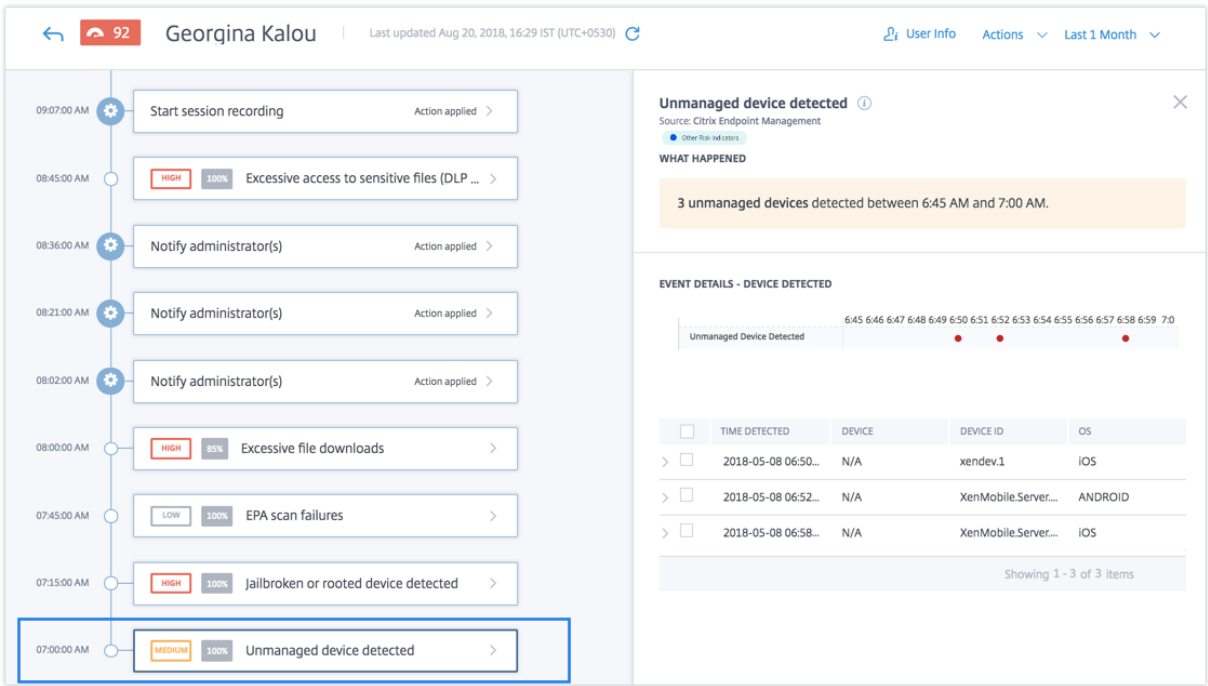 92 Georgina Kalou Last updated Aug 20, 2018, 16:29 IST (UTC+0530) User Info Actions Last 1 Month
09:07:00 AM Start session recording Action applied
08:45:00 AM HIGH 100% Excessive access to sensitive files (DLP ...
08:36:00 AM Notify administrator(s) Action applied
08:21:00 AM Notify administrator(s) Action applied
08:02:00 AM Notify administrator(s) Action applied
08:00:00 AM HIGH 85% Excessive file downloads
07:45:00 AM LOW 100% EPA scan failures
07:15:00 AM HIGH 100% Jailbroken or rooted device detected
07:00:00 AM MEDIUM 100% Unmanaged device detected
Unmanaged device detected
Source: Citrix Endpoint Management
Other Risk Indicators
WHAT HAPPENED
3 unmanaged devices detected between 6:45 AM and 7:00 AM.
EVENT DETAILS - DEVICE DETECTED
6:45 6:46 6:47 6:48 6:49 6:50 6:51 6:52 6:53 6:54 6:55 6:56 6:57 6:58 6:59 7:0
Unmanaged Device Detected
TIME DETECTED DEVICE DEVICE ID OS
2018-05-08 06:50... N/A xendev.1 iOS
2018-05-08 06:52... N/A XenMobile.Server.... ANDROID
2018-05-08 06:58... N/A XenMobile.Server.... iOS
Showing 1 - 3 of 3 items